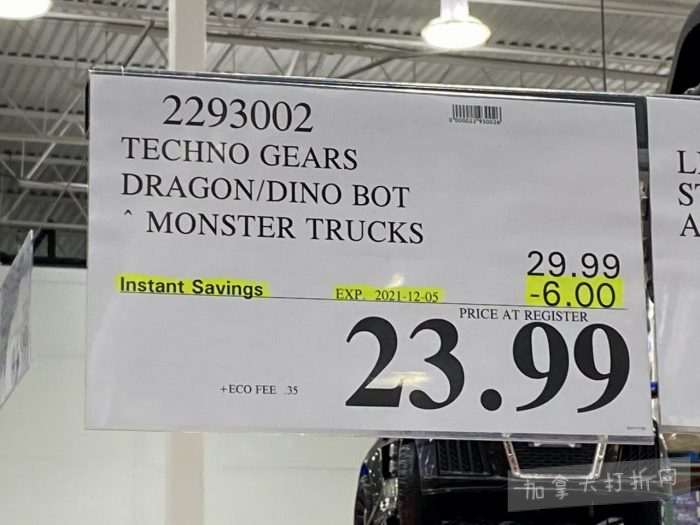 2293002
TECHNO GEARS
DRAGON/DINO BOT
^ MONSTER TRUCKS
29.99
Instant Savings EXP. 2021-12-05 -6.00
PRICE AT REGISTER
23.99
+ECO FEE .35
L
S
A
加拿大打折网